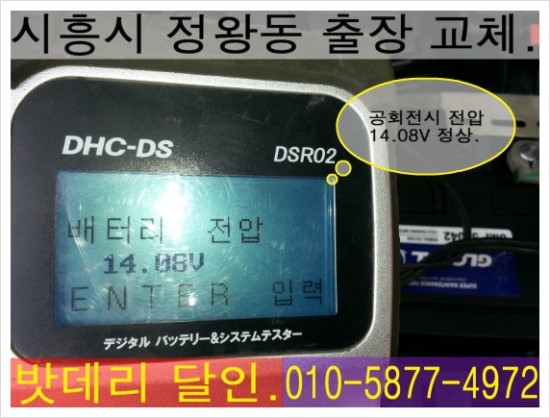 시흥시 정왕동 출장 교체.
공회전시 전압
14.08V 정상.
DHC-DS
DSR02
배터리 전압
14.08V
ENTER 입력
デジタル バッテリー&システムテスター
밧데리 달인.010-5877-4972